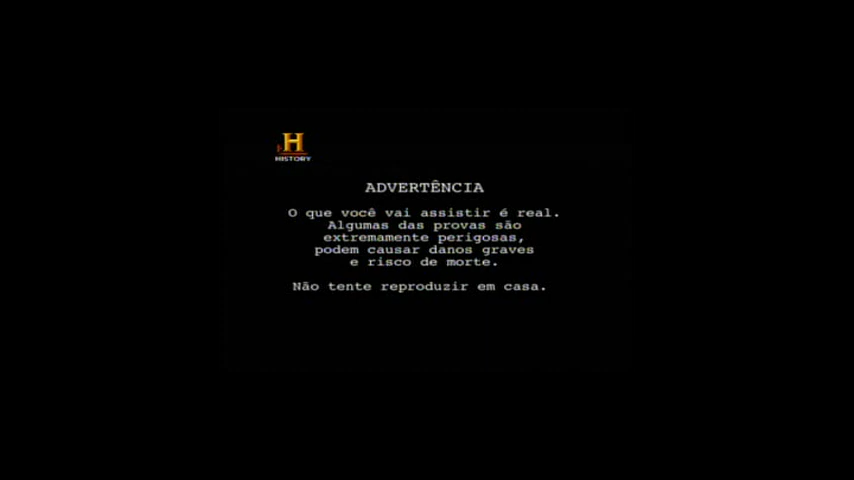 H
HISTORY
ADVERTÊNCIA
O que você vai assistir é real.
Algumas das provas são
extremamente perigosas,
podem causar danos graves
e risco de morte.
Não tente reproduzir em casa.